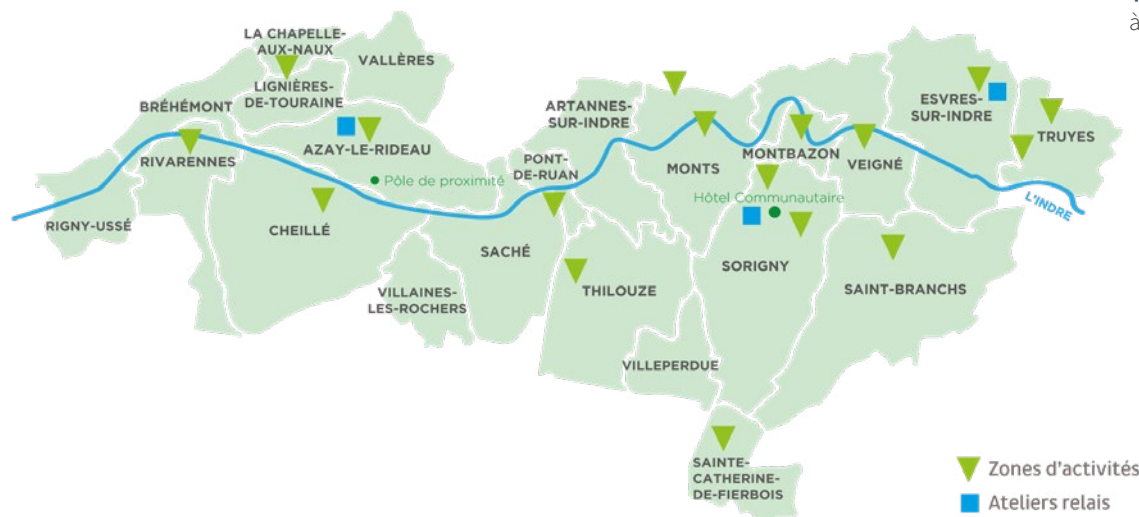 à
LA CHAPELLE-
AUX-NAUX
VALLÈRES
LIGNIÈRES-
DE-TOURAINE
BRÉHÉMONT
ARTANNES-
SUR-INDRE
ESVRES-
SUR-INDRE
TRUYES
RIVARENNES
AZAY-LE-RIDEAU
PONT-
DE-RUAN
MONTS
MONTBAZON
VEIGNÉ
Pôle de proximité
Hôtel Communautaire
L'INDRE
RIGNY-USSÉ
CHEILLÉ
SACHÉ
SORIGNY
SAINT-BRANCHS
VILLAINES-
LES-ROCHERS
THILOUZE
VILLEPERDUE
SAINTE-
CATHERINE-
DE-FIERBOIS
Zones d'activités
Ateliers relais